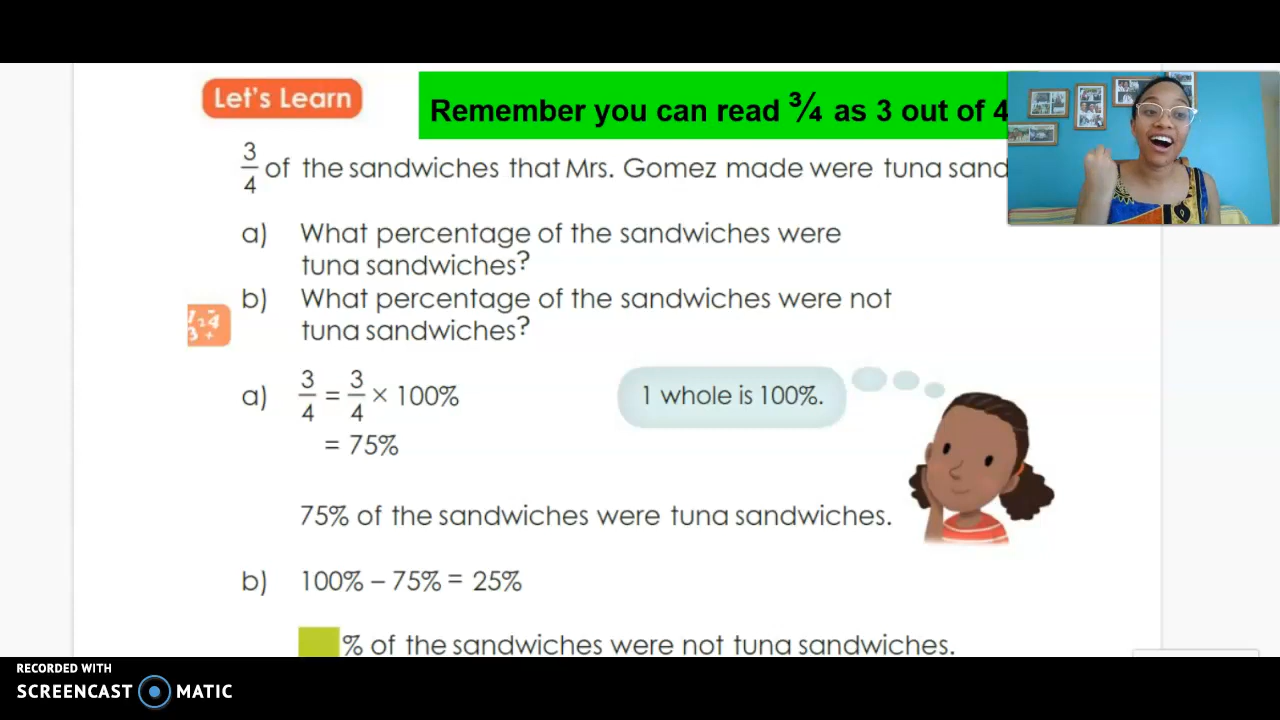 Let's Learn
Remember you can read ¾ as 3 out of 4
3/4 of the sandwiches that Mrs. Gomez made were tuna sand
a) What percentage of the sandwiches were
tuna sandwiches?
b) What percentage of the sandwiches were not
tuna sandwiches?
a) 3/4 = 3/4 × 100%
1 whole is 100%.
= 75%
75% of the sandwiches were tuna sandwiches.
b) 100% – 75% = 25%
% of the sandwiches were not tuna sandwiches.
RECORDED WITH
SCREENCAST MATIC